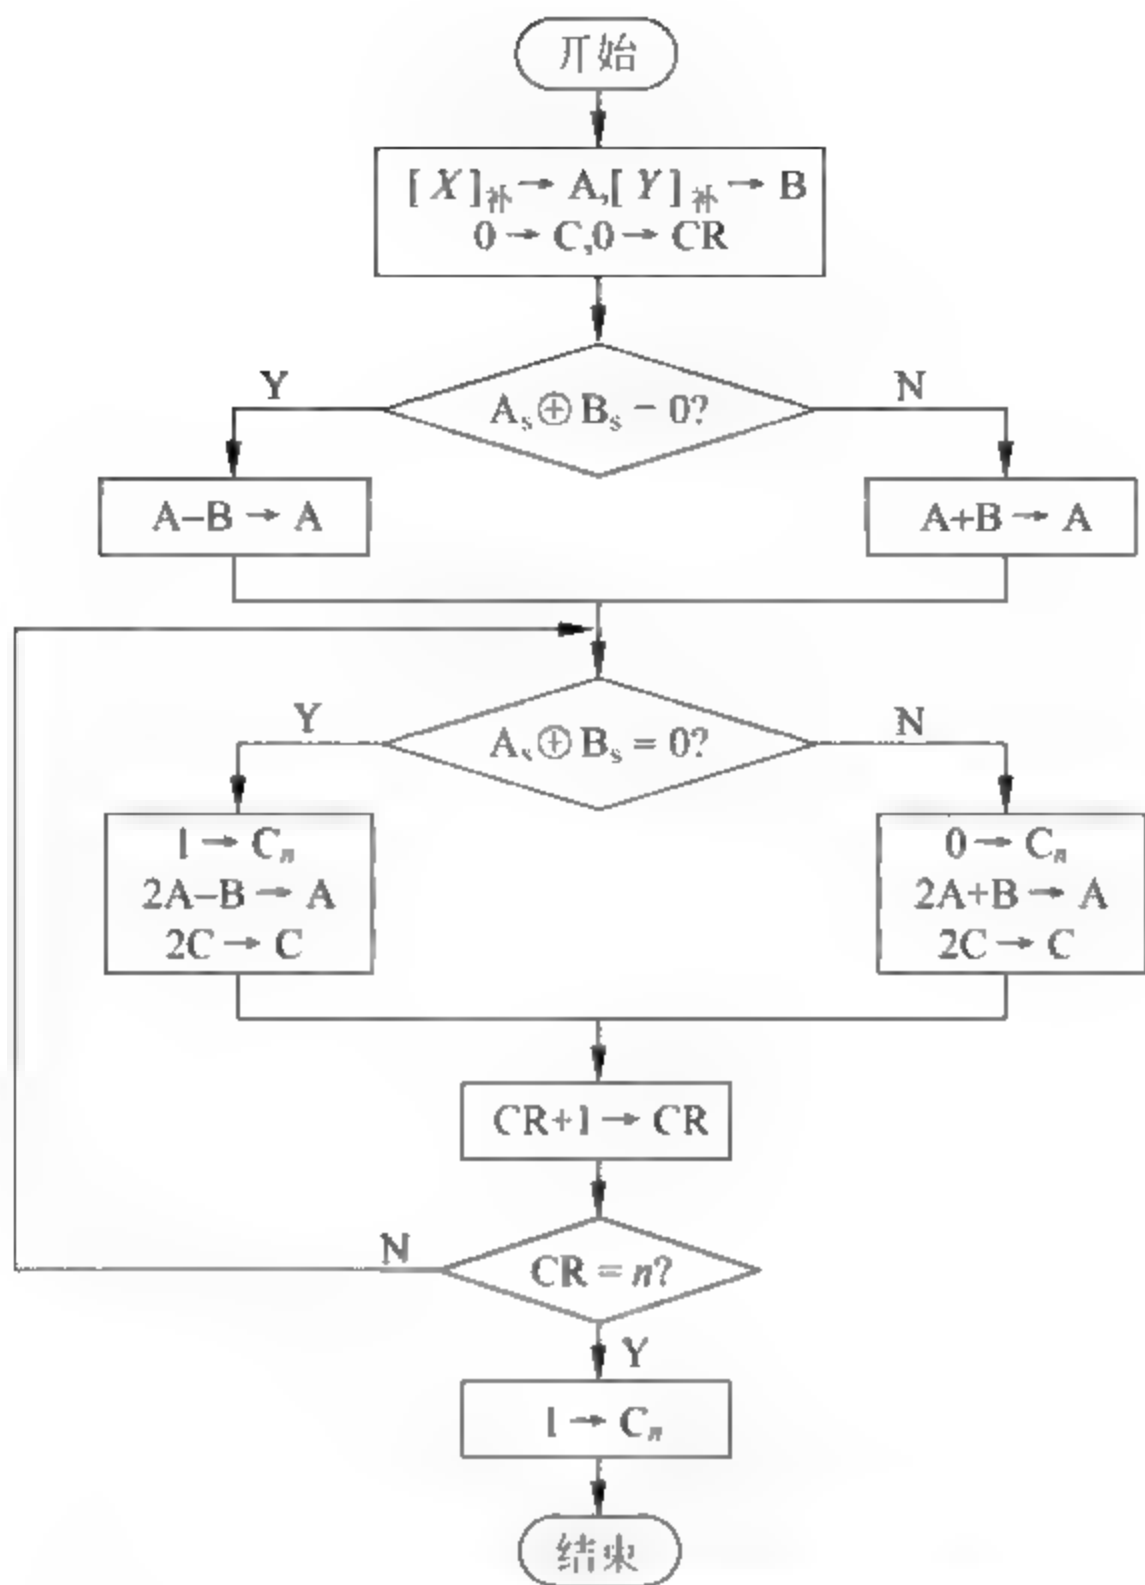 开始
[X]补→A,[Y]补→B
0→C,0→CR
Y
N
As⊕Bs=0?
A−B→A
A+B→A
Y
N
As⊕Bs=0?
1→Cn
2A−B→A
2C→C
0→Cn
2A+B→A
2C→C
CR+1→CR
N
CR=n?
Y
1→Cn
结束